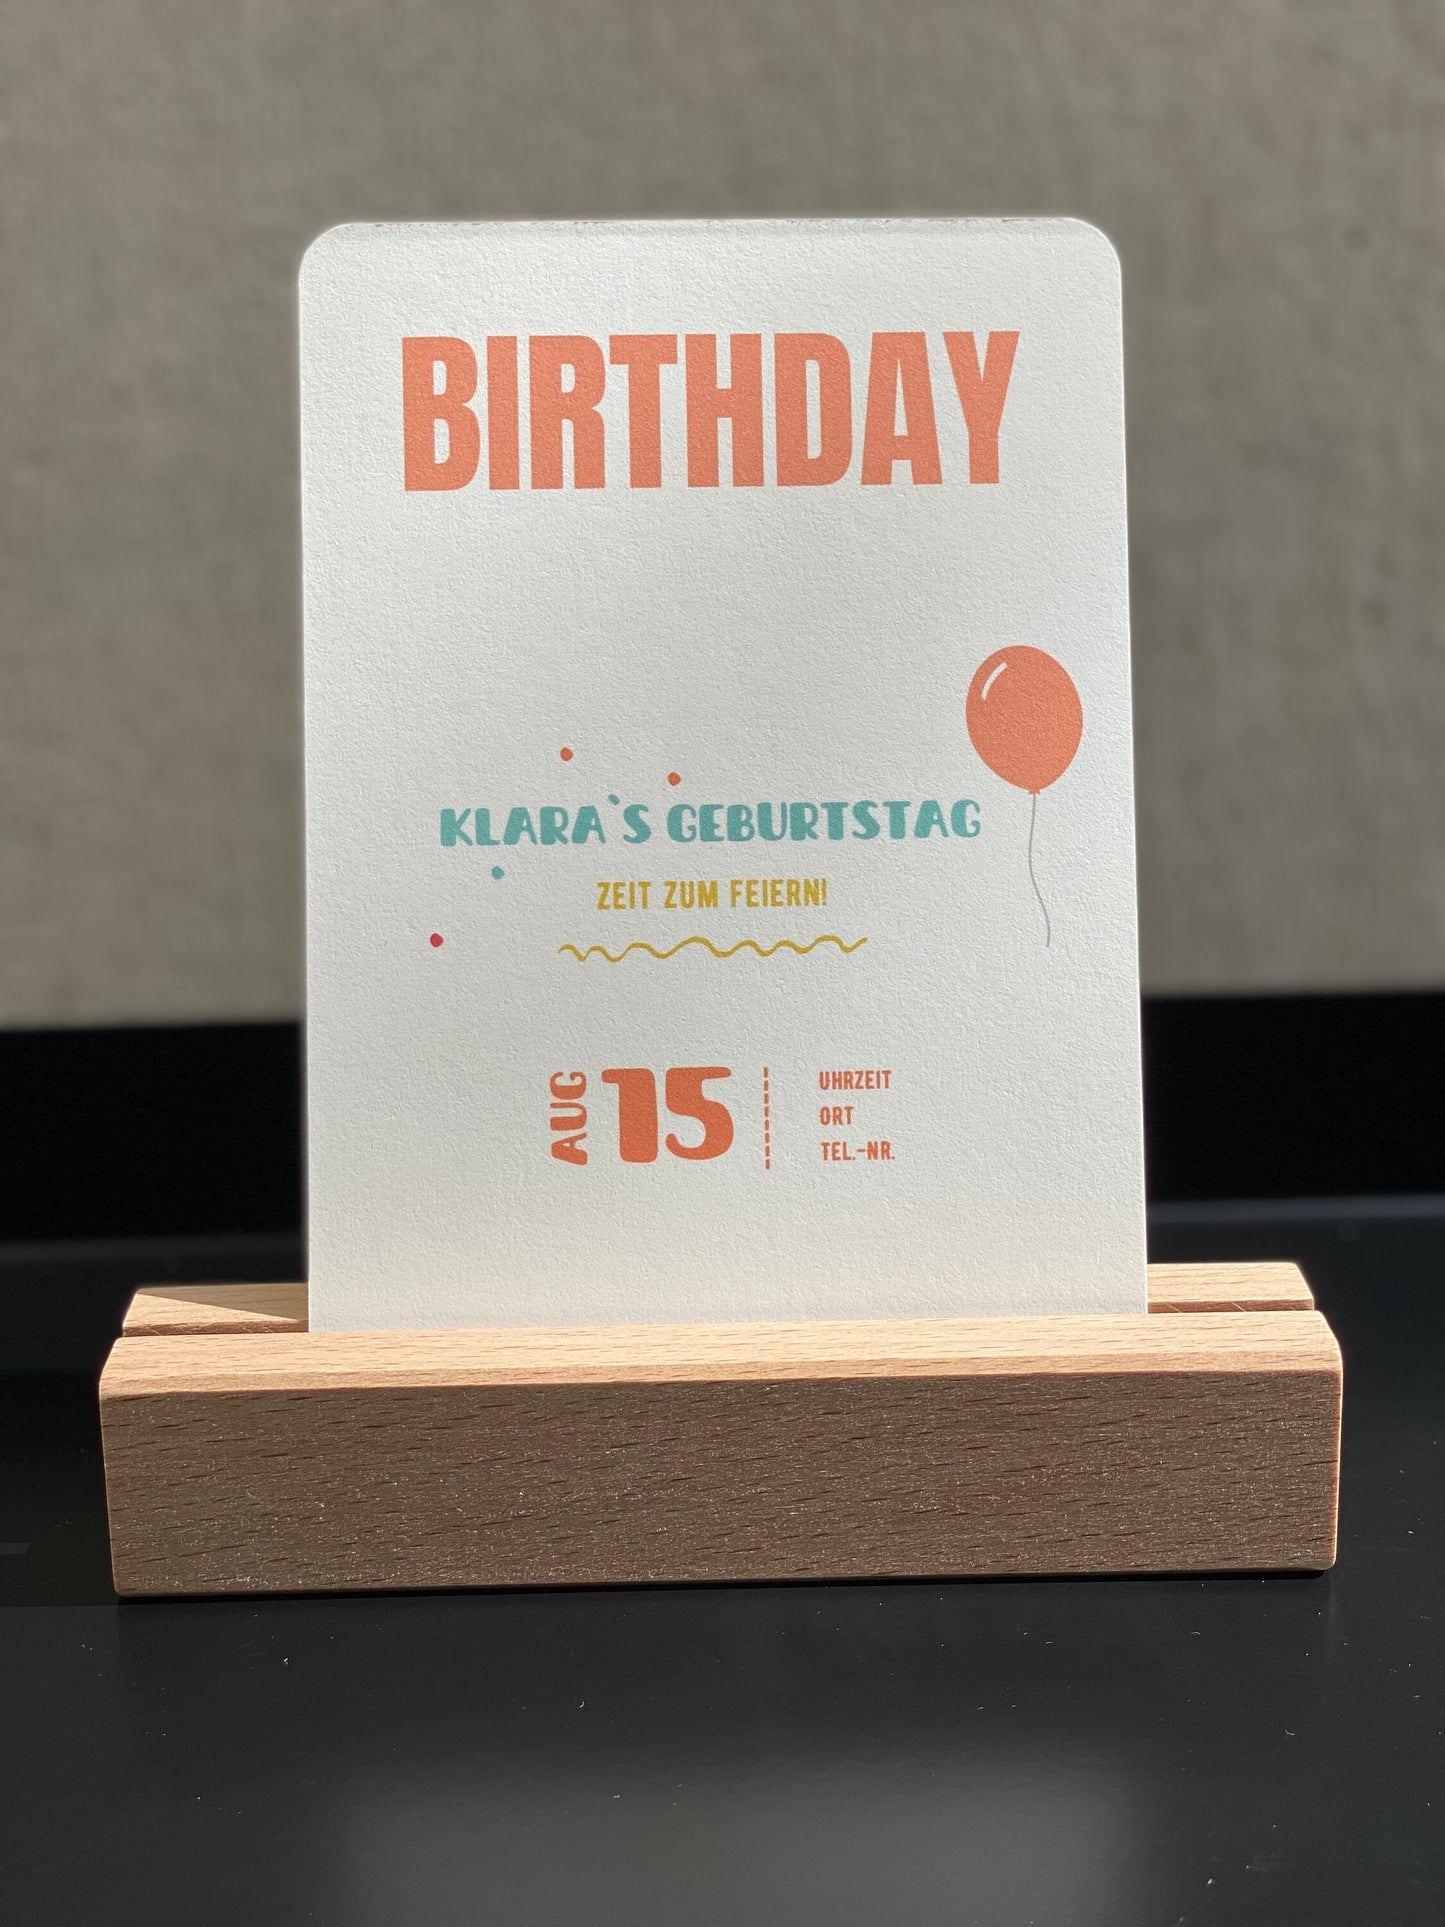 BIRTHDAY
KLARA`S GEBURTSTAG
ZEIT ZUM FEIERN!
AUG 15
UHRZEIT
ORT
TEL.-NR.